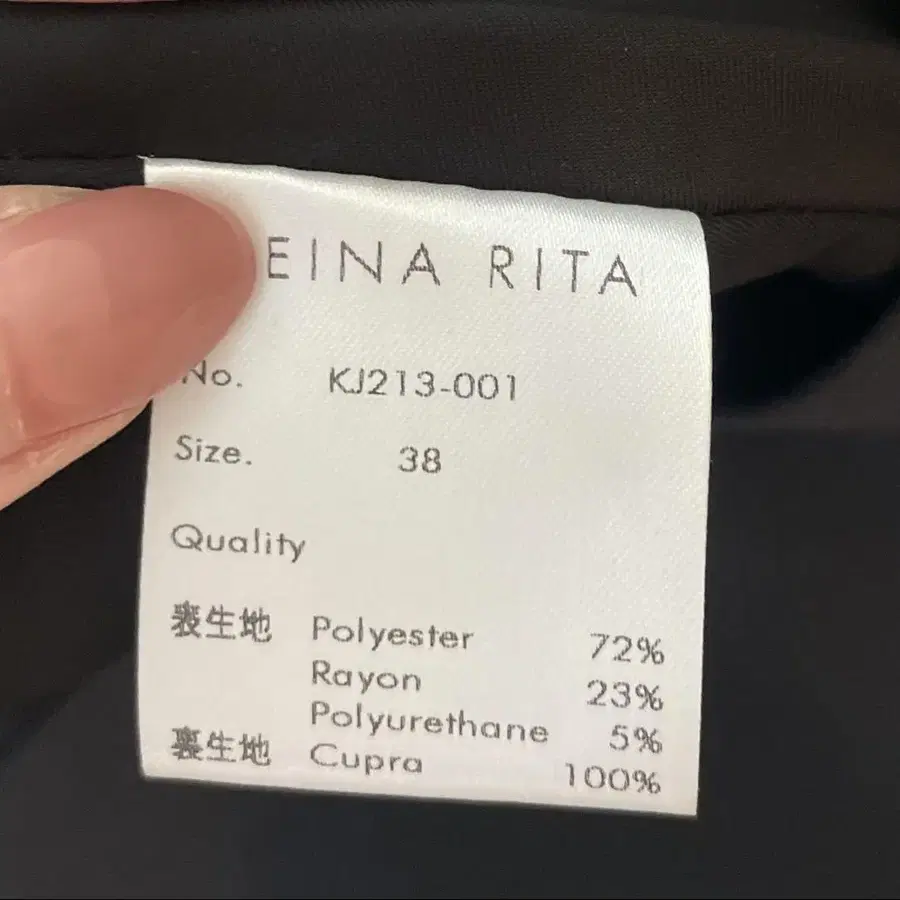 EINA RITA
No. KJ213-001
Size. 38
Quality
表生地 Polyester 72%
Rayon 23%
Polyurethane 5%
裏生地 Cupra 100%